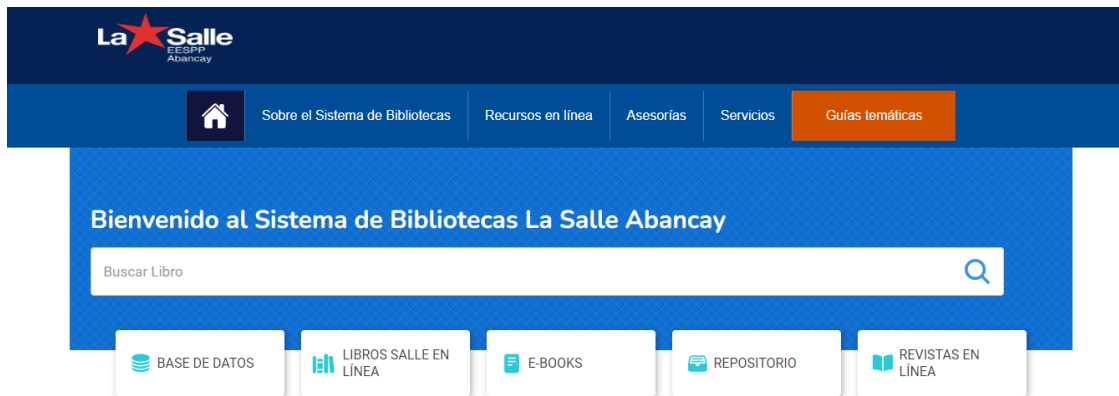 La Salle
EESPP
Abancay
Sobre el Sistema de Bibliotecas
Recursos en línea
Asesorías
Servicios
Guías temáticas
Bienvenido al Sistema de Bibliotecas La Salle Abancay
Buscar Libro
BASE DE DATOS
LIBROS SALLE EN
LÍNEA
E-BOOKS
REPOSITORIO
REVISTAS EN
LÍNEA